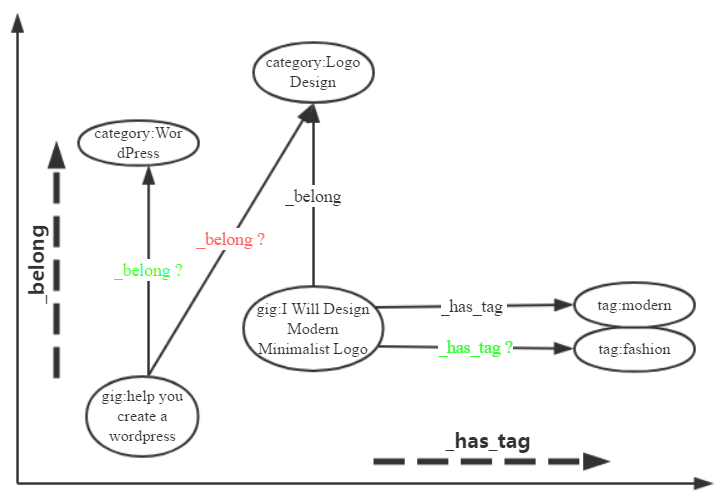 category:Logo
Design
category:Wor
dPress
_belong
_belong ?
_belong ?
_belong
gig:I Will Design
Modern
Minimalist Logo
_has_tag
tag:modern
_has_tag ?
tag:fashion
gig:help you
create a
wordpress
_has_tag